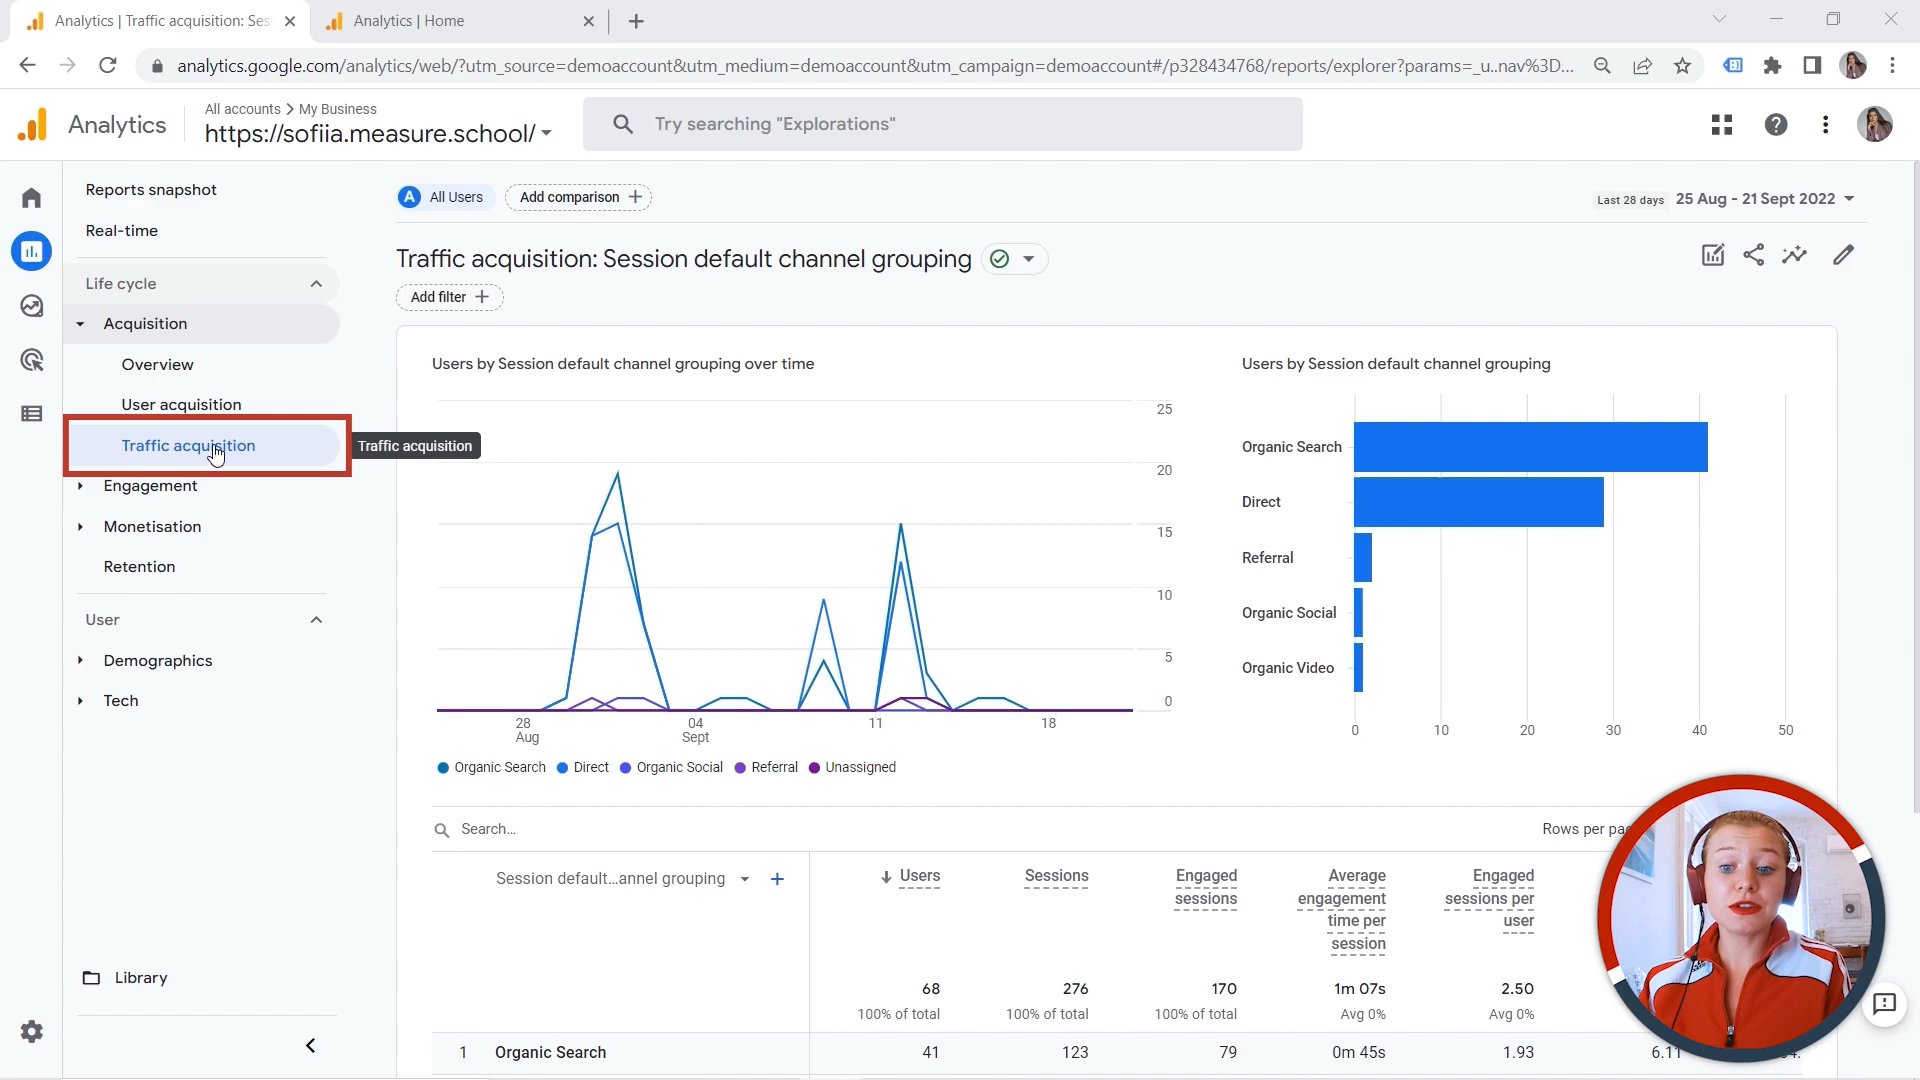 Analytics | Traffic acquisition: Ses
Analytics | Home
analytics.google.com/analytics/web/?utm_source=demoaccount&utm_medium=demoaccount&utm_campaign=demoaccount#/p328434768/reports/explorer?params=_u..nav%3D...
Analytics
All accounts > My Business
https://sofiia.measure.school/
Try searching "Explorations"
Reports snapshot
Real-time
Life cycle
Acquisition
Overview
User acquisition
Traffic acquisition
Traffic acquisition
Engagement
Monetisation
Retention
User
Demographics
Tech
Library
A All Users
Add comparison +
Last 28 days 25 Aug - 21 Sept 2022
Traffic acquisition: Session default channel grouping
Add filter +
Users by Session default channel grouping over time
25
20
15
10
5
0
28 Aug
04 Sept
11
18
Organic Search Direct Organic Social Referral Unassigned
Users by Session default channel grouping
Organic Search
Direct
Referral
Organic Social
Organic Video
0 10 20 30 40 50
Search...
Rows per pa
Session default...annel grouping
Users
Sessions
Engaged sessions
Average engagement time per session
Engaged sessions per user
68 276 170 1m 07s 2.50
100% of total 100% of total 100% of total Avg 0% Avg 0%
1 Organic Search 41 123 79 0m 45s 1.93